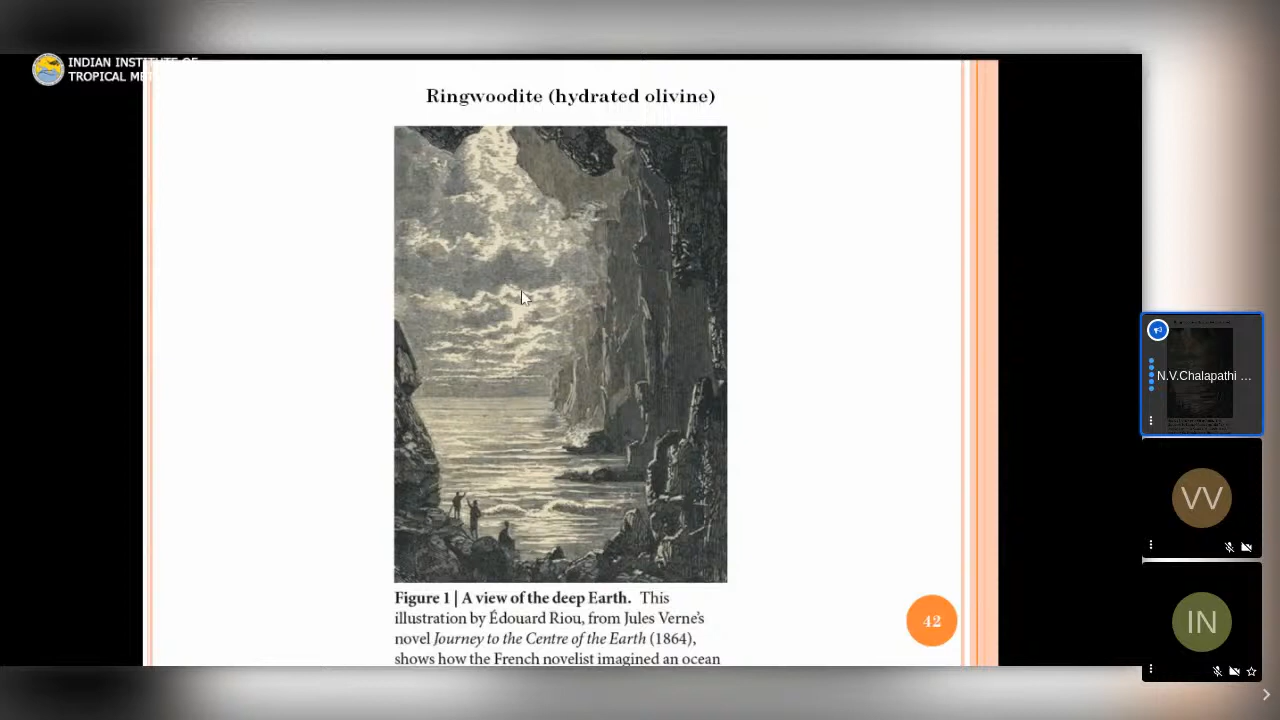 INDIAN INSTITUTE OF
TROPICAL
Ringwoodite (hydrated olivine)
Figure 1 | A view of the deep Earth. This
illustration by Édouard Riou, from Jules Verne's
novel Journey to the Centre of the Earth (1864),
shows how the French novelist imagined an ocean
42
N.V.Chalapathi ...
VV
IN